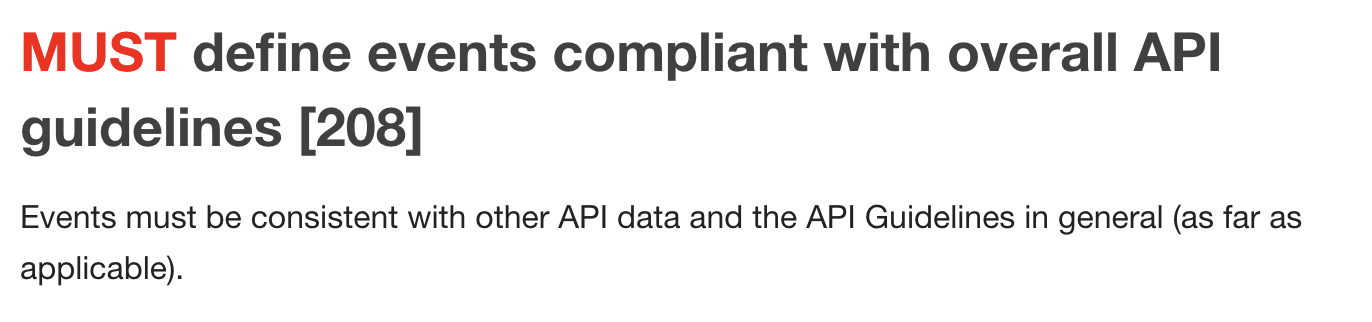 MUST define events compliant with overall API
guidelines [208]
Events must be consistent with other API data and the API Guidelines in general (as far as
applicable).